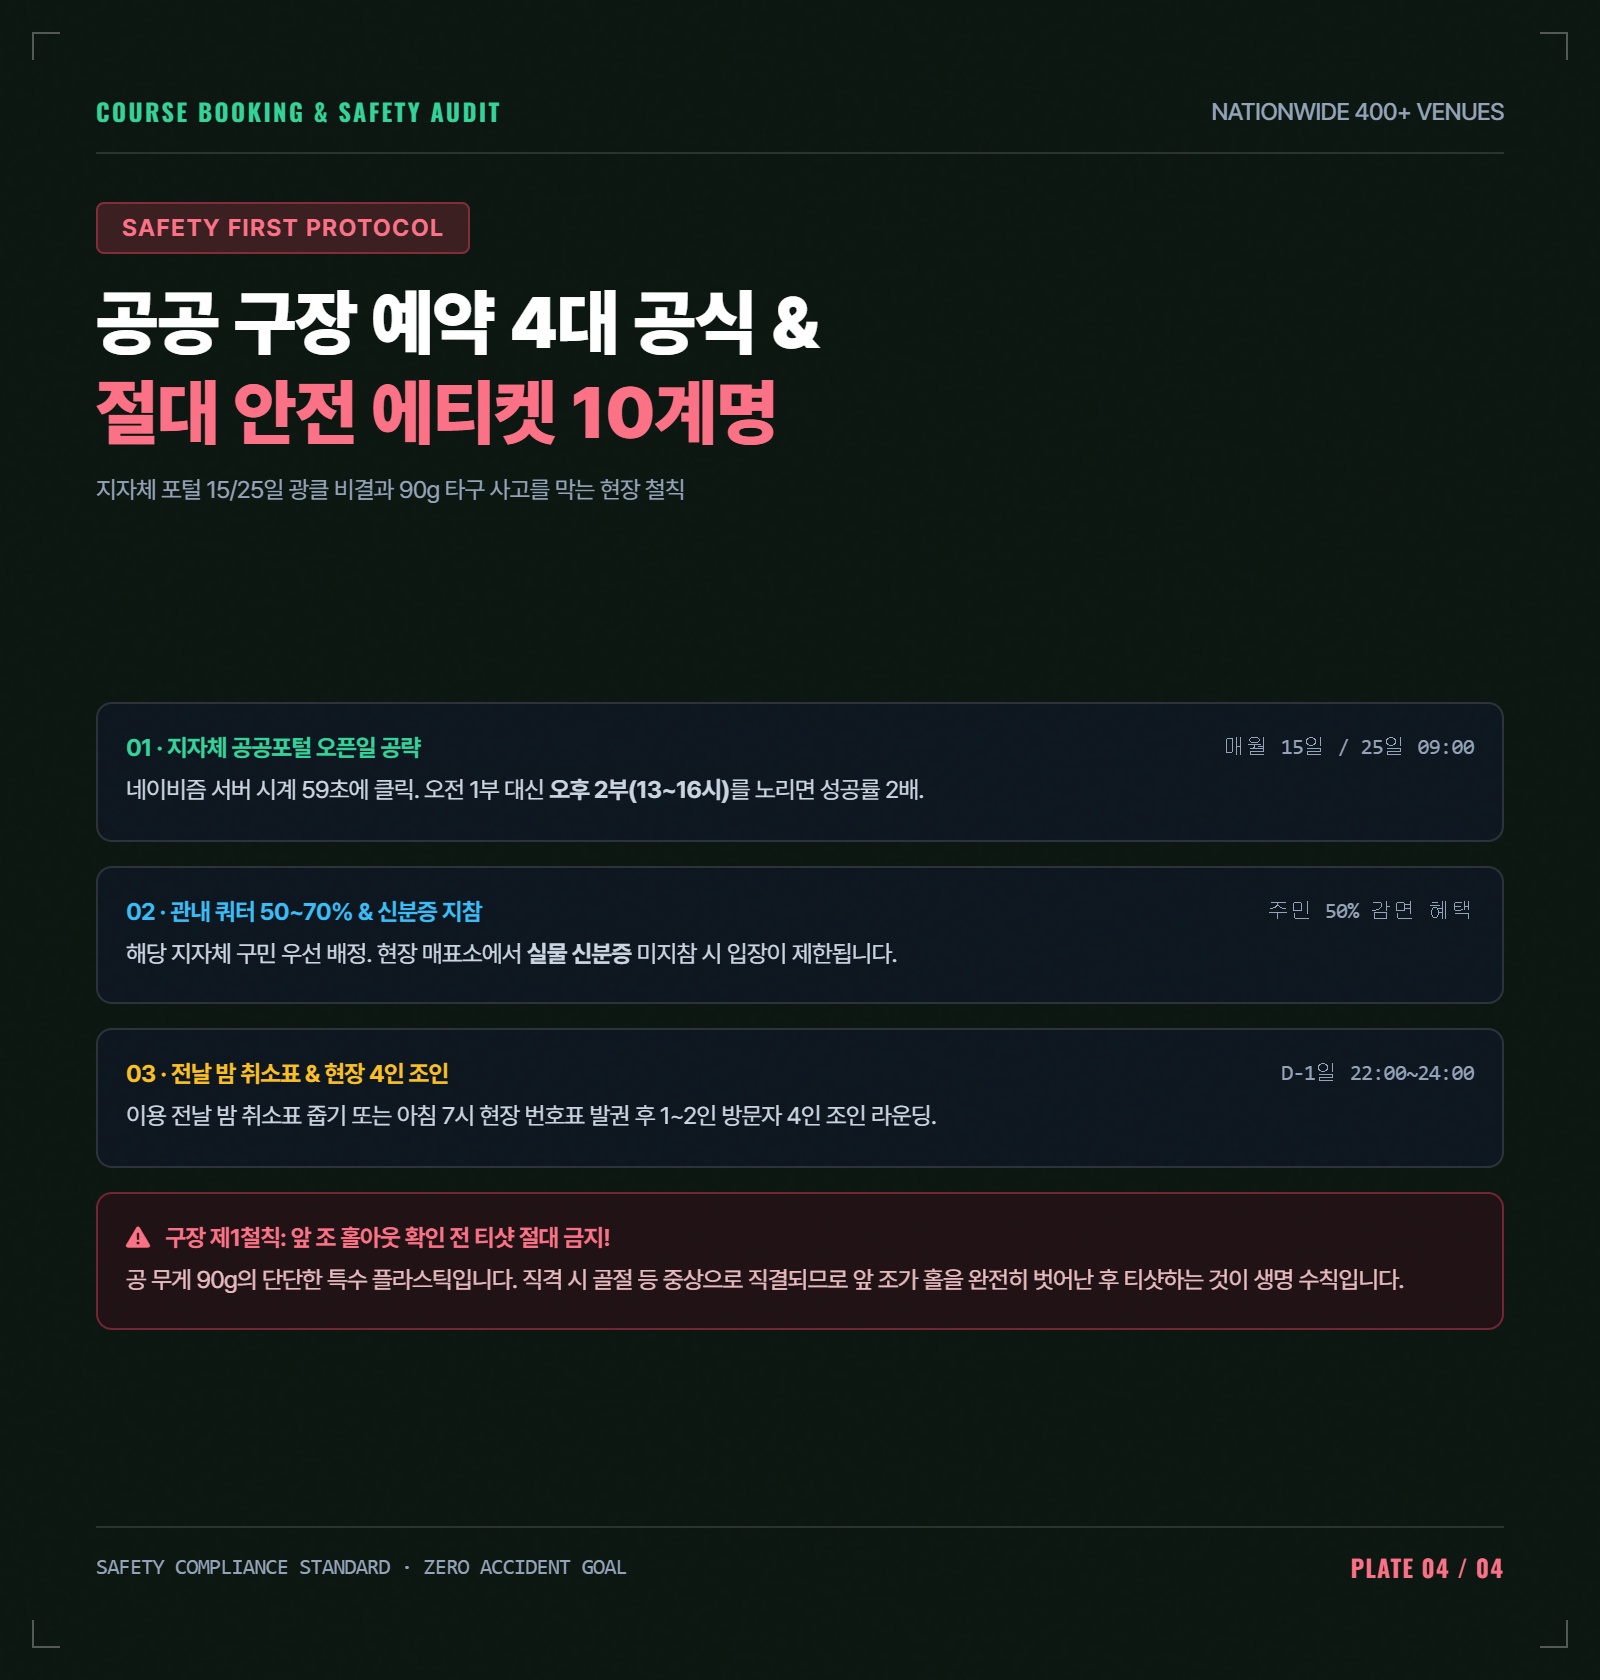 COURSE BOOKING & SAFETY AUDIT
NATIONWIDE 400+ VENUES
SAFETY FIRST PROTOCOL
공공 구장 예약 4대 공식 &
절대 안전 에티켓 10계명
지자체 포털 15/25일 광클 비결과 90g 타구 사고를 막는 현장 철칙
01 · 지자체 공공포털 오픈일 공략
매월 15일 / 25일 09:00
네이비즘 서버 시계 59초에 클릭. 오전 1부 대신 오후 2부(13~16시)를 노리면 성공률 2배.
02 · 관내 쿼터 50~70% & 신분증 지참
주민 50% 감면 혜택
해당 지자체 구민 우선 배정. 현장 매표소에서 실물 신분증 미지참 시 입장이 제한됩니다.
03 · 전날 밤 취소표 & 현장 4인 조인
D-1일 22:00~24:00
이용 전날 밤 취소표 줍기 또는 아침 7시 현장 번호표 발권 후 1~2인 방문자 4인 조인 라운딩.
구장 제1철칙: 앞 조 홀아웃 확인 전 티샷 절대 금지!
공 무게 90g의 단단한 특수 플라스틱입니다. 직격 시 골절 등 중상으로 직결되므로 앞 조가 홀을 완전히 벗어난 후 티샷하는 것이 생명 수칙입니다.
SAFETY COMPLIANCE STANDARD · ZERO ACCIDENT GOAL
PLATE 04 / 04